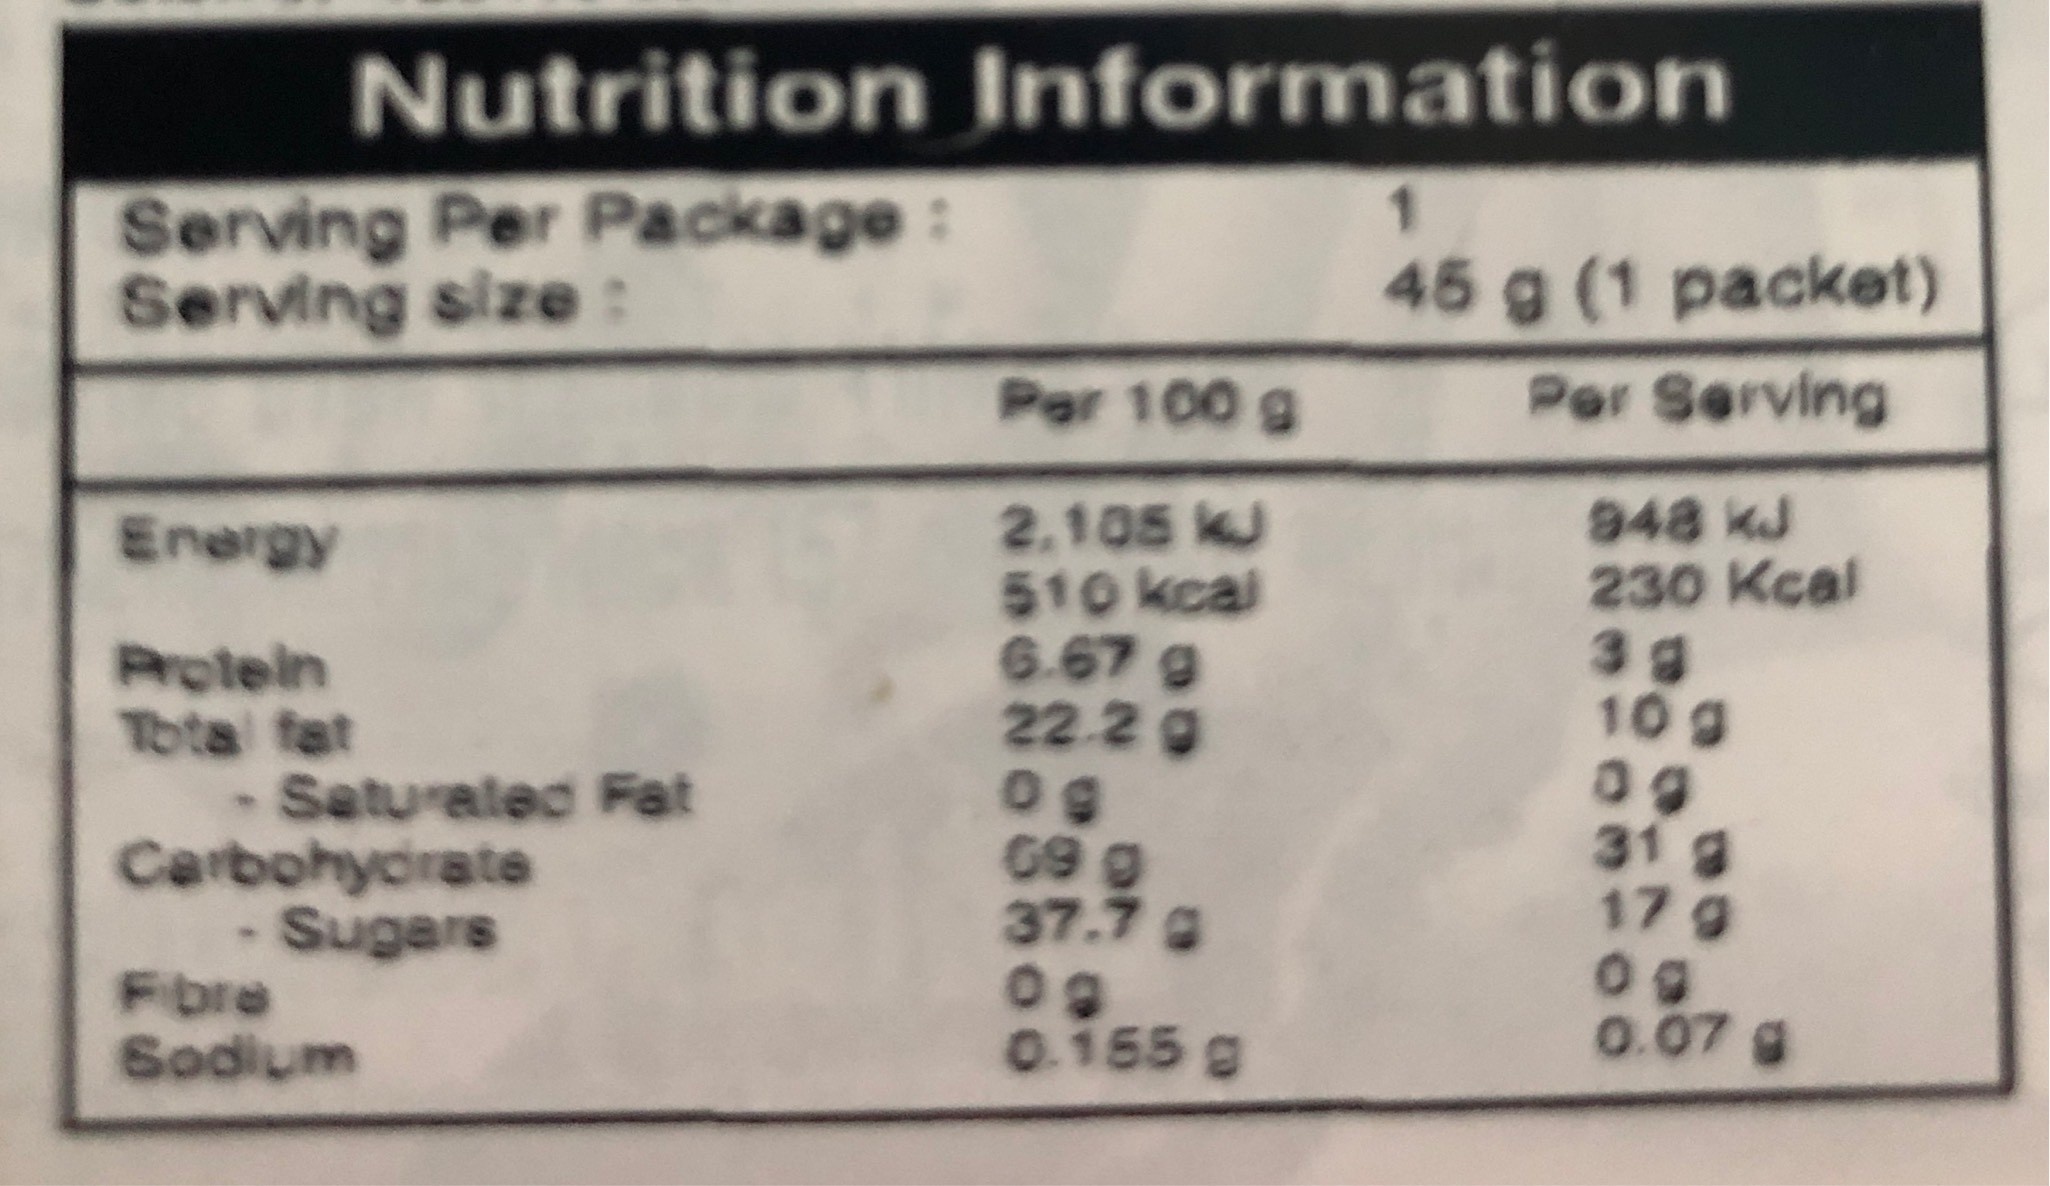 Nutrition Information
Serving Per Package : 1
Serving size : 45 g (1 packet)
Per 100 g Per Serving
Energy 2,105 kJ 948 kJ
510 kcal 230 Kcal
Protein 6.67 g 3 g
Total fat 22.2 g 10 g
- Saturated Fat 0 g 0 g
Carbohydrate 69 g 31 g
- Sugars 37.7 g 17 g
Fibre 0 g 0 g
Sodium 0.155 g 0.07 g